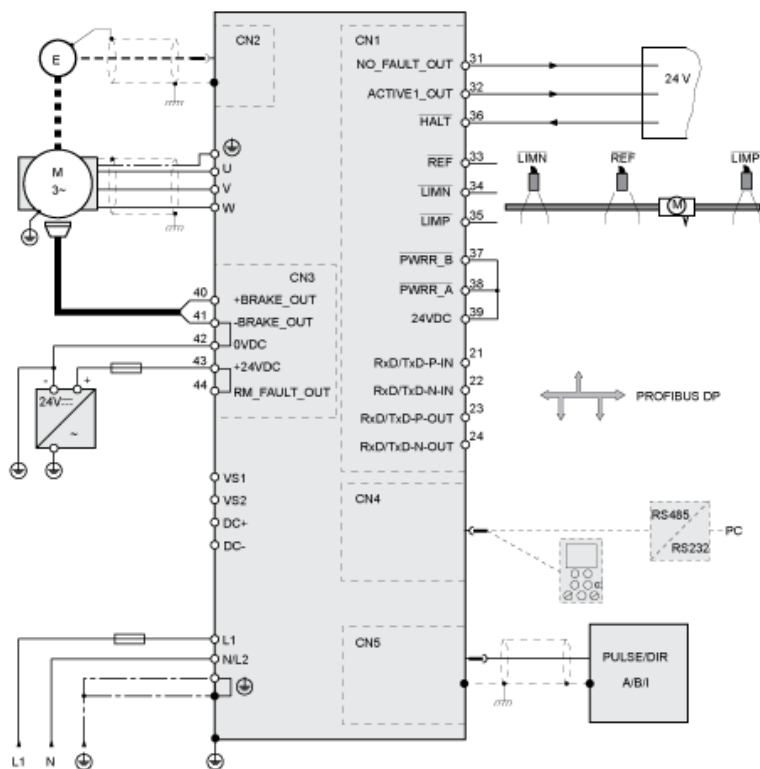 CN2
CN1
E
NO_FAULT_OUT
31
24 V
ACTIVE1_OUT
32
HALT
36
M
3~
U
V
W
REF
33
LIMN
34
LIMP
35
LIMN
REF
LIMP
M
CN3
PWRR_B
37
PWRR_A
38
24VDC
39
40
+BRAKE_OUT
41
-BRAKE_OUT
42
0VDC
43
+24VDC
44
RM_FAULT_OUT
- +
24V
~
RxD/TxD-P-IN
21
RxD/TxD-N-IN
22
RxD/TxD-P-OUT
23
RxD/TxD-N-OUT
24
PROFIBUS DP
VS1
VS2
DC+
DC-
CN4
RS485
RS232
PC
L1
N/L2
CN5
PULSE/DIR
A/B/I
L1
N